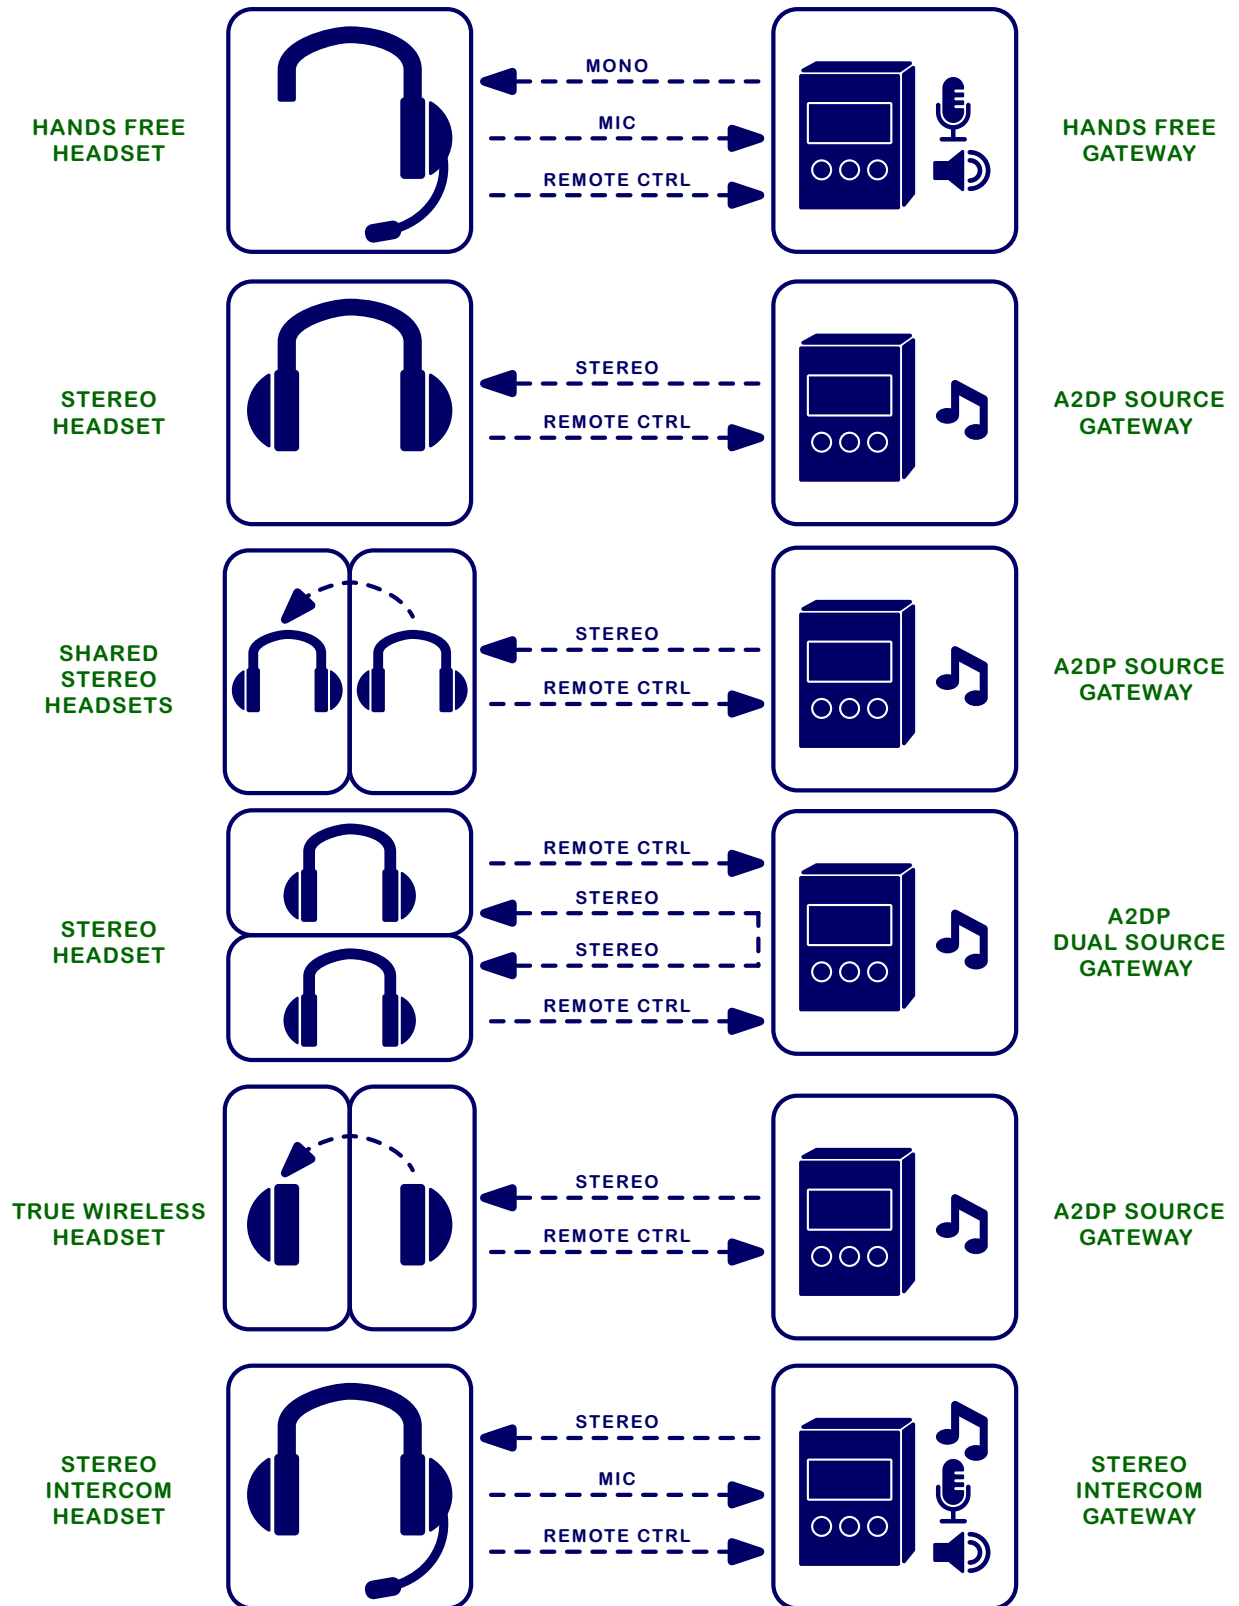 MONO
HANDS FREE
HEADSET
MIC
REMOTE CTRL
HANDS FREE
GATEWAY
STEREO
HEADSET
STEREO
REMOTE CTRL
A2DP SOURCE
GATEWAY
SHARED
STEREO
HEADSETS
STEREO
REMOTE CTRL
A2DP SOURCE
GATEWAY
STEREO
HEADSET
REMOTE CTRL
STEREO
STEREO
REMOTE CTRL
A2DP
DUAL SOURCE
GATEWAY
TRUE WIRELESS
HEADSET
STEREO
REMOTE CTRL
A2DP SOURCE
GATEWAY
STEREO
INTERCOM
HEADSET
STEREO
MIC
REMOTE CTRL
STEREO
INTERCOM
GATEWAY